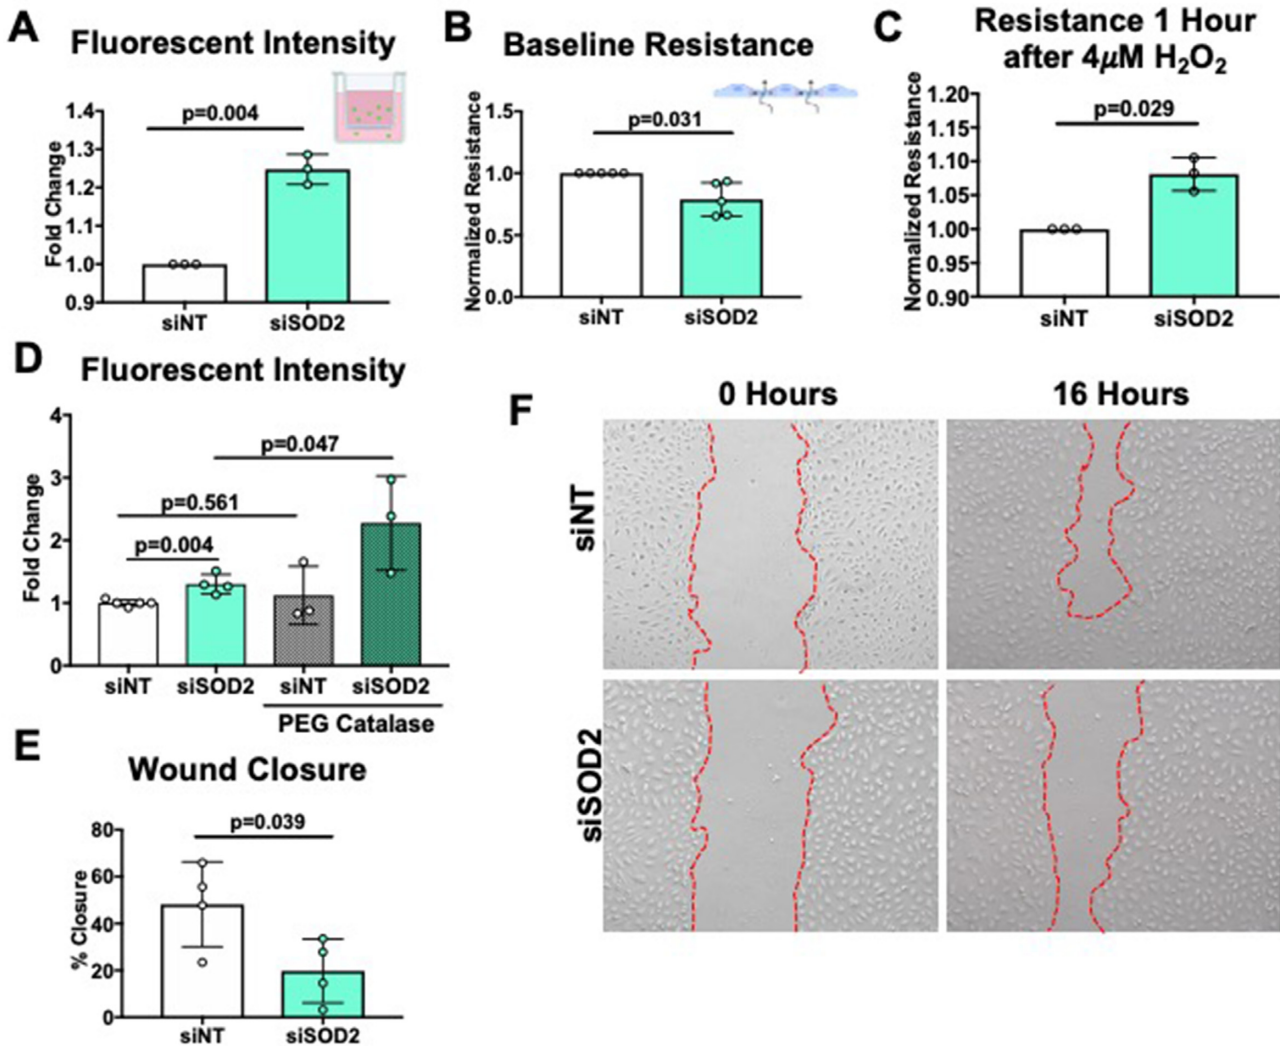 A
Fluorescent Intensity
Fold Change
1.4
1.3
1.2
1.1
1.0
0.9
p=0.004
siNT
siSOD2
B
Baseline Resistance
Normalized Resistance
1.5
1.0
0.5
0.0
p=0.031
siNT
siSOD2
C
Resistance 1 Hour
after 4μM H₂O₂
Normalized Resistance
1.20
1.15
1.10
1.05
1.00
0.95
0.90
p=0.029
siNT
siSOD2
D
Fluorescent Intensity
Fold Change
4
3
2
1
0
p=0.047
p=0.561
p=0.004
siNT
siSOD2
siNT
siSOD2
PEG Catalase
E
Wound Closure
% Closure
80
60
40
20
0
p=0.039
siNT
siSOD2
F
0 Hours
16 Hours
siNT
siSOD2